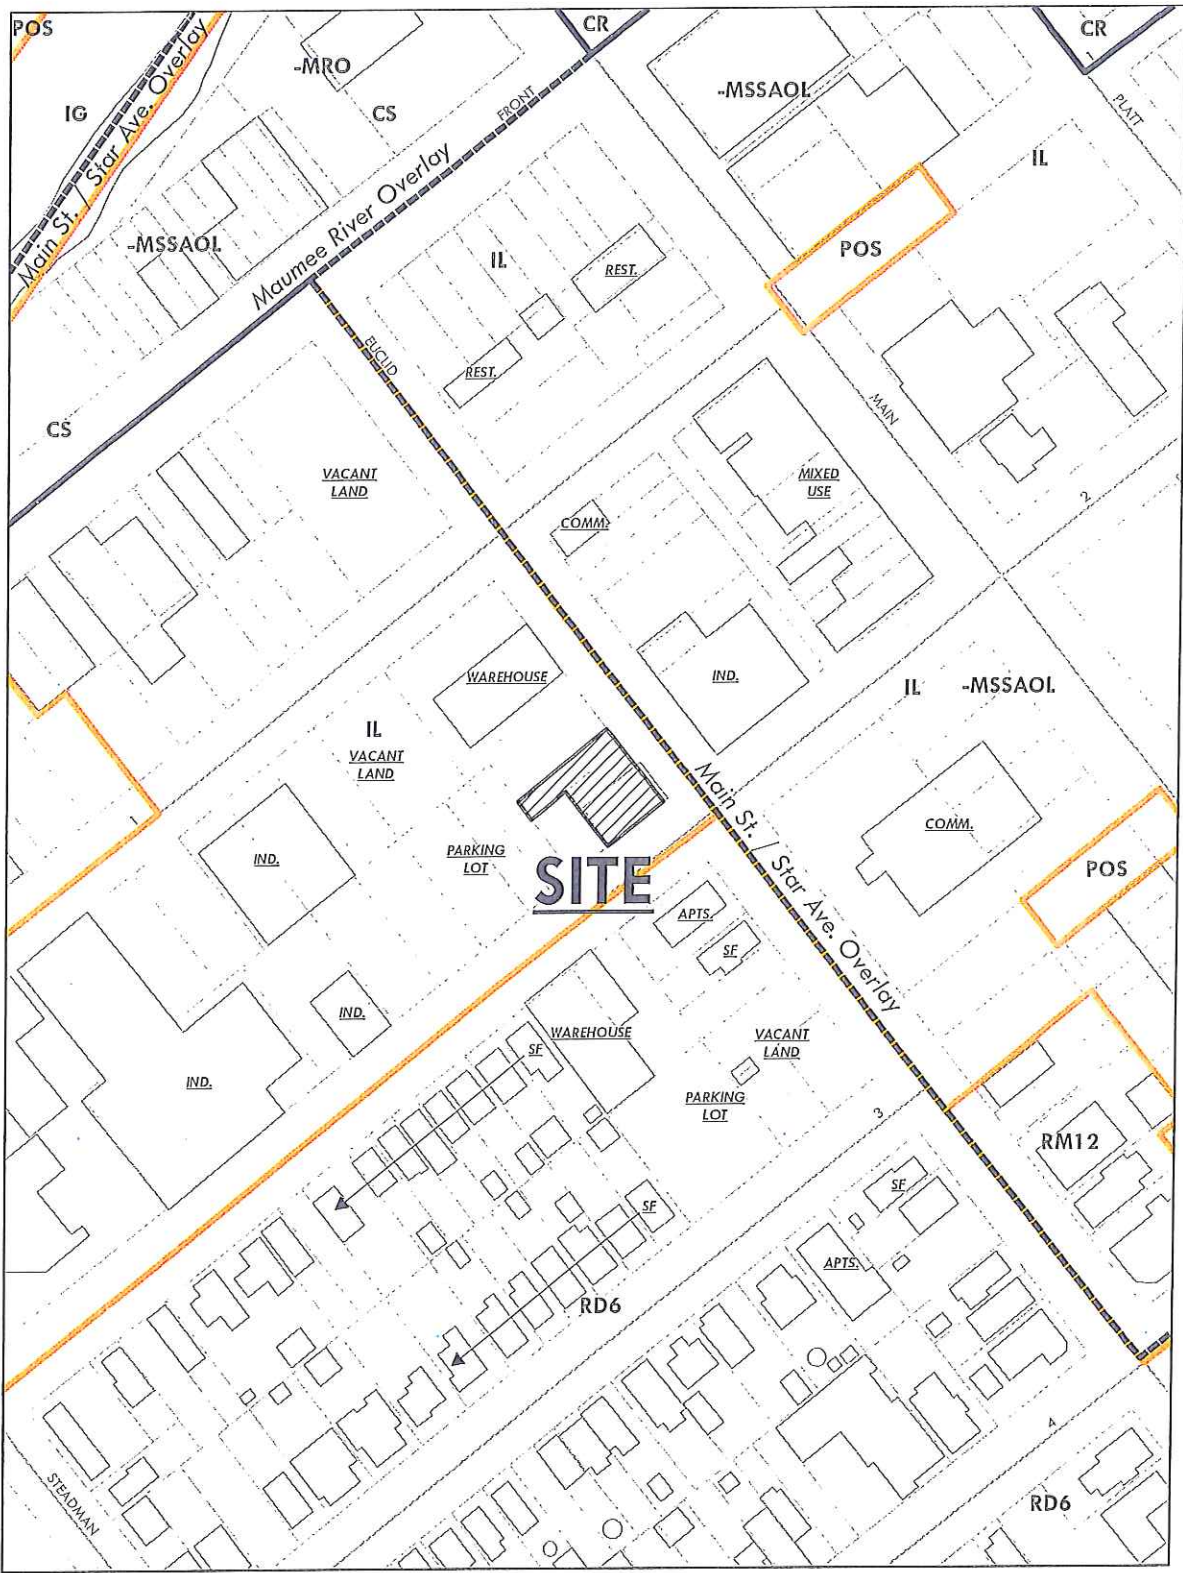 POS
CR
CR
Main St. / Star Ave. Overlay
-MRO
IG
CS
FRONT
-MSSAOL
PLATT
IL
-MSSAOL
Maumee River Overlay
IL
REST.
POS
EUCLID
REST.
MAIN
CS
VACANT
LAND
MIXED
USE
2
COMM.
WAREHOUSE
IND.
IL
-MSSAOL
IL
VACANT
LAND
Main St. / Star Ave. Overlay
1
COMM.
IND.
PARKING
LOT
SITE
POS
APTS.
SF
IND.
WAREHOUSE
SF
VACANT
LAND
IND.
PARKING
LOT
3
RM12
SF
SF
APTS.
RD6
4
STEADMAN
RD6